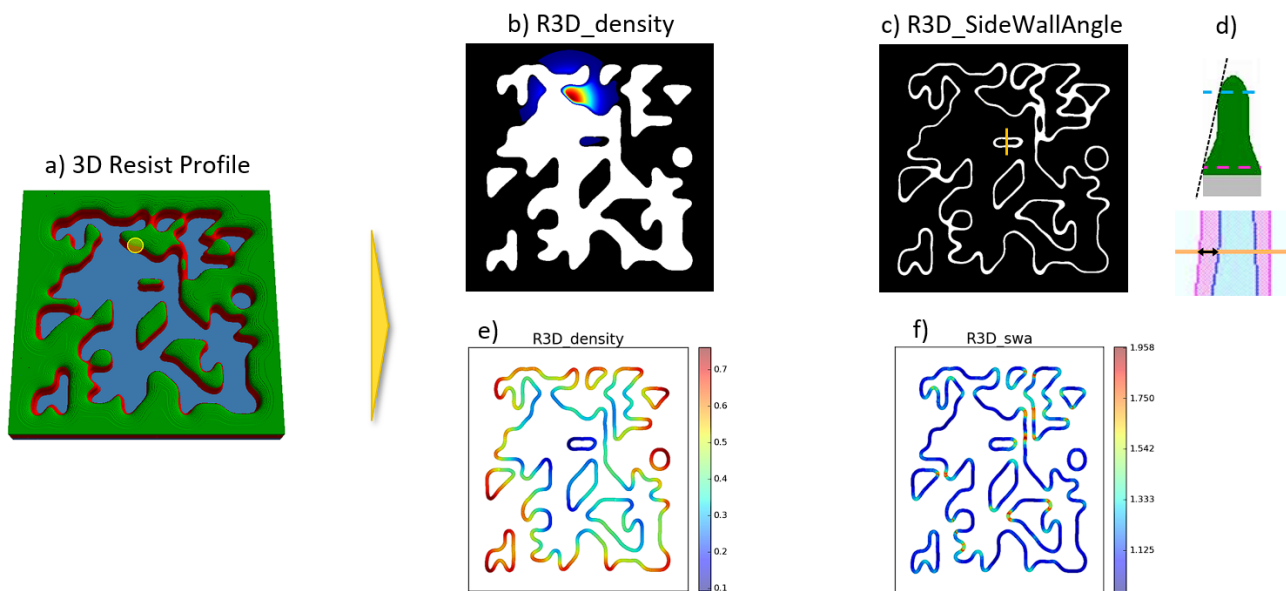 a) 3D Resist Profile
b) R3D_density
c) R3D_SideWallAngle
d)
e)
R3D_density
0.7
0.6
0.5
0.4
0.3
0.2
0.1
f)
R3D_swa
1.958
1.750
1.542
1.333
1.125